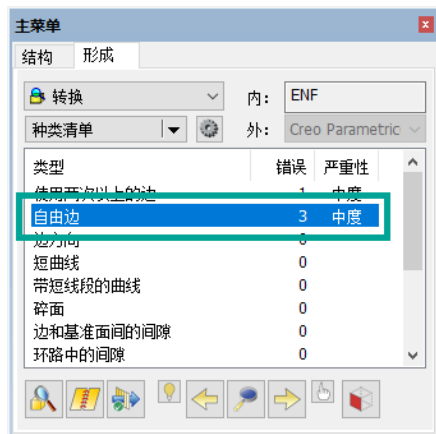 主菜单
结构 形成
转换 内: ENF
种类清单 外: Creo Parametric
类型 错误 严重性
使用两次以上的边 1 中度
自由边 3 中度
边方向 0
短曲线 0
带短线段的曲线 0
碎面 0
边和基准面间的间隙 0
环路中的间隙 0